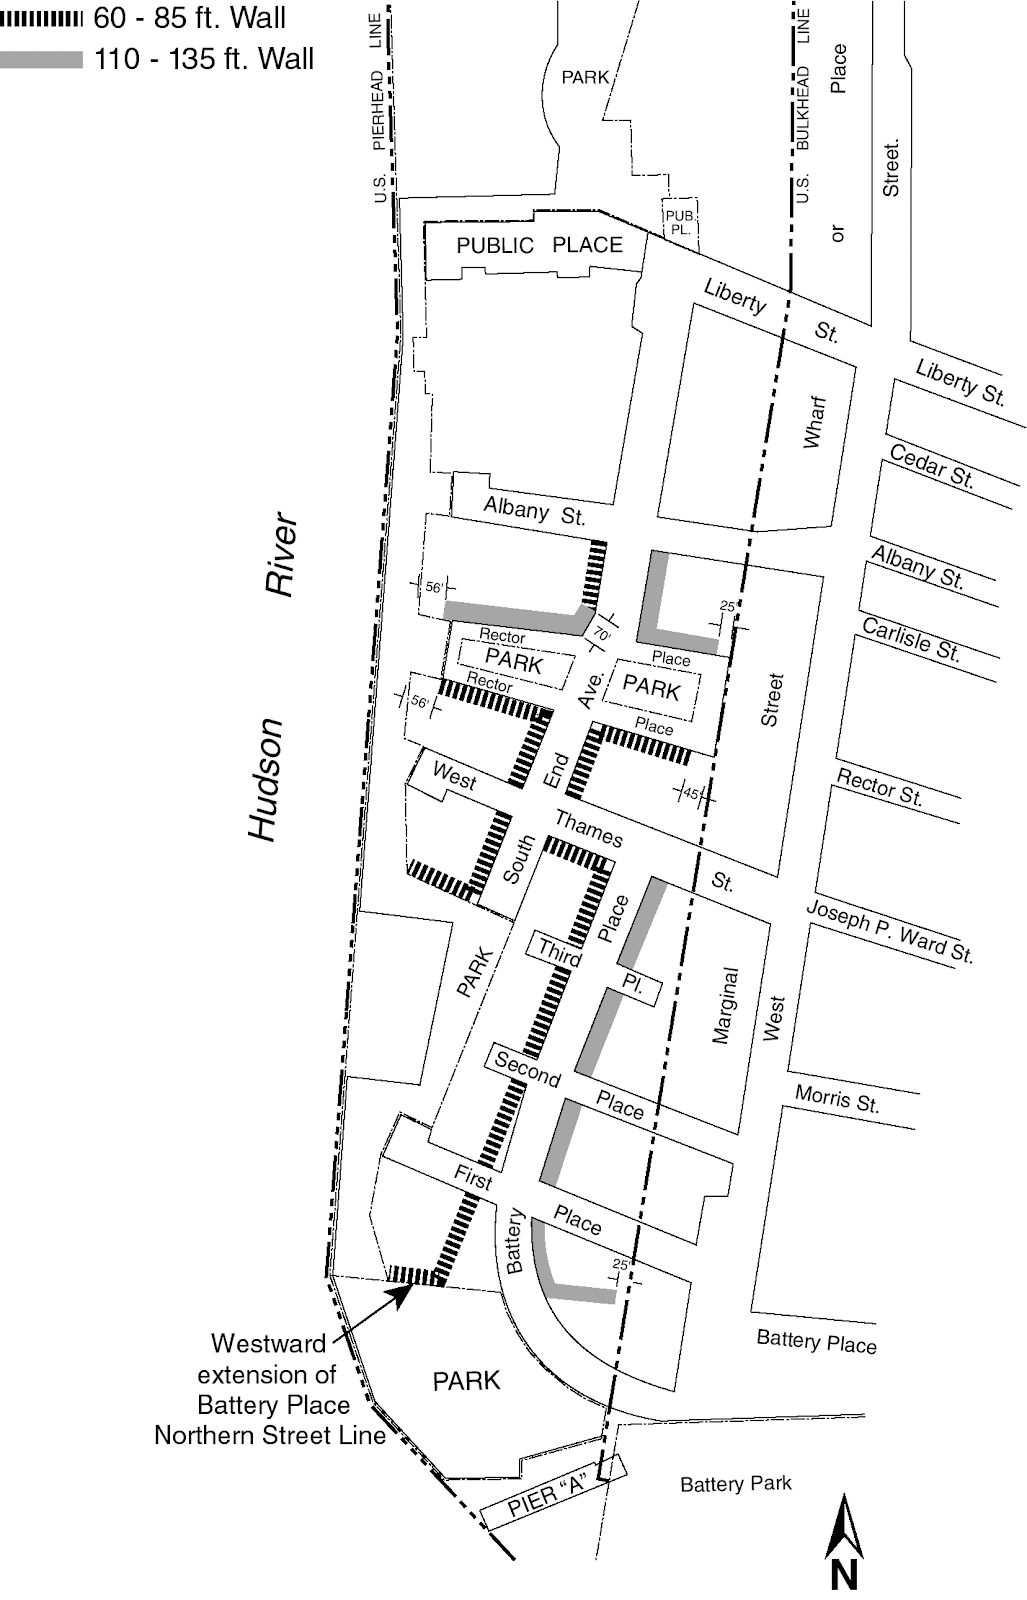 60 - 85 ft. Wall
110 - 135 ft. Wall
U.S. PIERHEAD LINE
PARK
U.S. BULKHEAD LINE
Place
or
Street.
PUB.
PL.
PUBLIC PLACE
Liberty St.
Liberty St.
Wharf
Cedar St.
Albany St.
Albany St.
Hudson River
56'
25'
Carlisle St.
70'
Rector
PARK
Rector
Place
PARK
Place
Ave.
End
South
56'
Street
West
45'
Rector St.
Thames St.
Joseph P. Ward St.
Place
Third Pl.
PARK
Marginal
West
Second Place
Morris St.
First Place
Battery
25'
Westward
extension of
Battery Place
Northern Street Line
Battery Place
PARK
PIER “A”
Battery Park
N